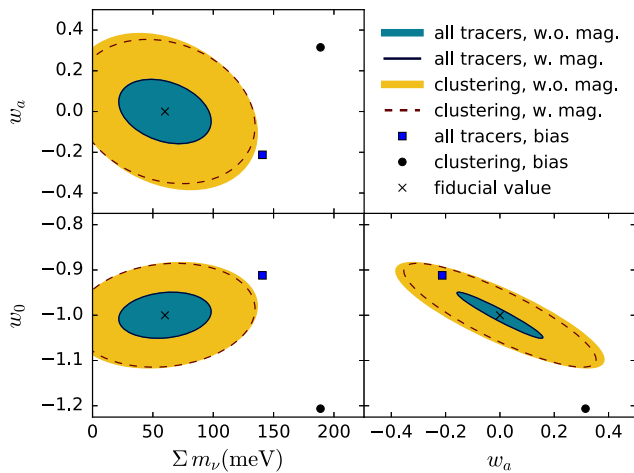 0.4
0.2
0.0
−0.2
−0.4
w_a
all tracers, w.o. mag.
all tracers, w. mag.
clustering, w.o. mag.
clustering, w. mag.
all tracers, bias
clustering, bias
fiducial value
−0.8
−0.9
−1.0
−1.1
−1.2
w_0
0 50 100 150 200
Σ m_ν(meV)
−0.4 −0.2 0.0 0.2 0.4
w_a